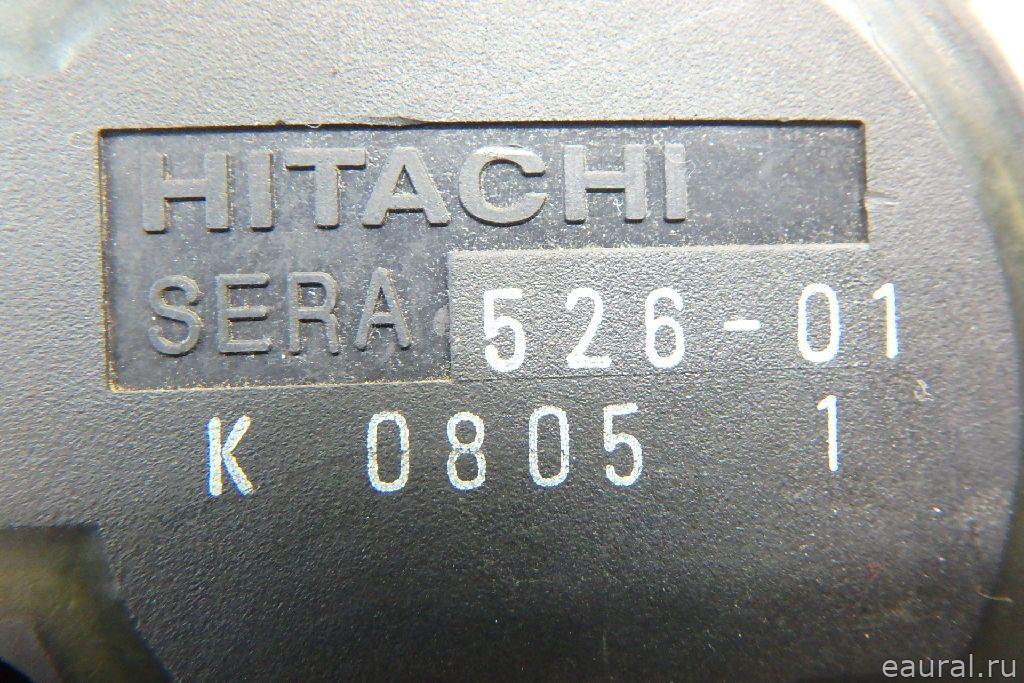 HITACHI
SERA 526-01
K 0805 1
eaural.ru